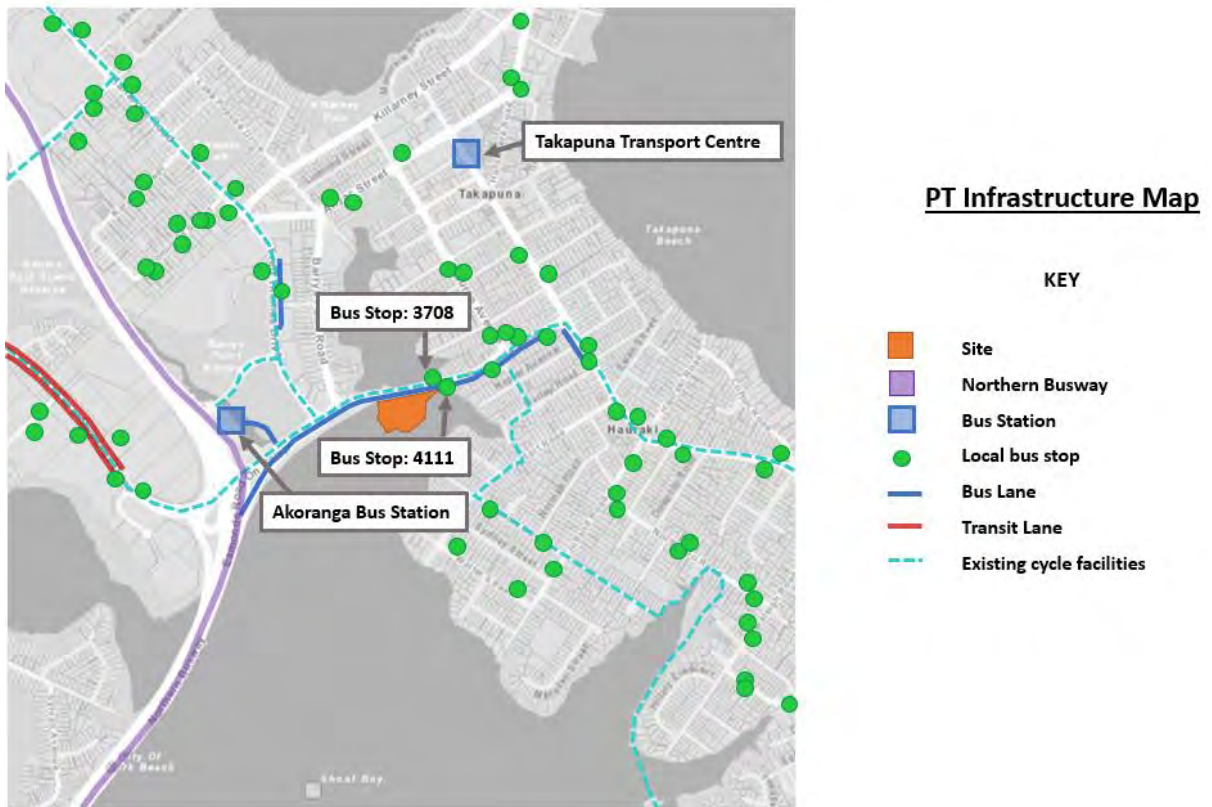 Killarney Street
Takapuna Transport Centre
Takapuna
Takapuna
Beach
PT Infrastructure Map
KEY
Bus Stop: 3708
Site
Northern Busway
Bus Station
Bus Stop: 4111
Hauraki
Local bus stop
Bus Lane
Akoranga Bus Station
Transit Lane
Existing cycle facilities
Northern Busway
Shoal Bay